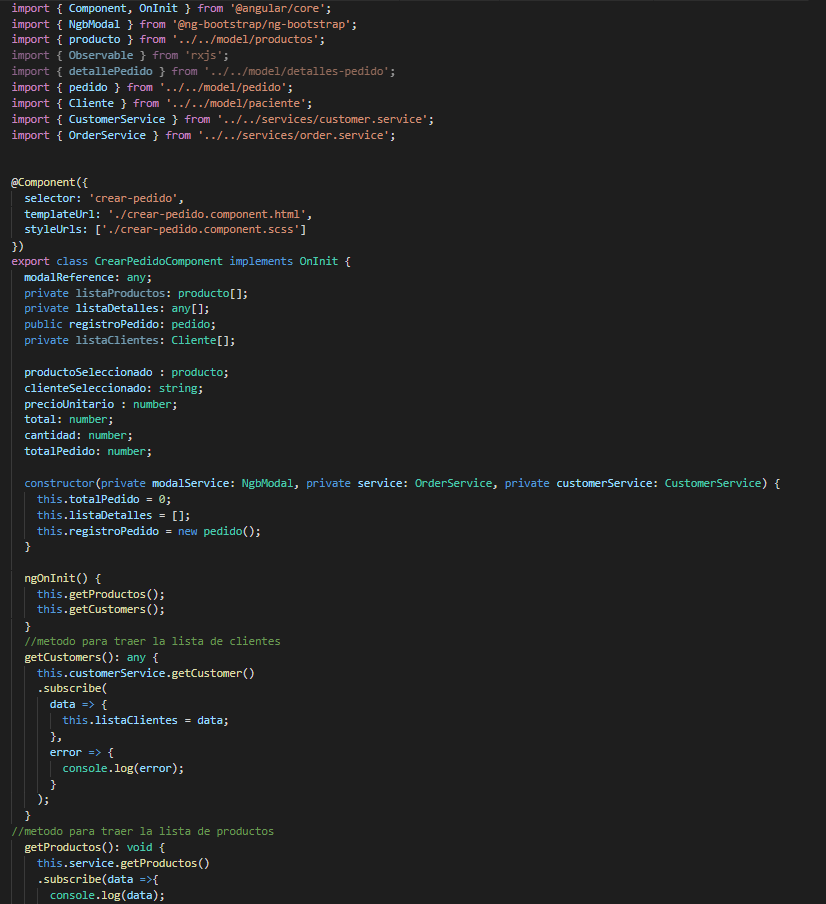 import { Component, OnInit } from '@angular/core';
import { NgbModal } from '@ng-bootstrap/ng-bootstrap';
import { producto } from '../../model/productos';
import { Observable } from 'rxjs';
import { detallePedido } from '../../model/detalles-pedido';
import { pedido } from '../../model/pedido';
import { Cliente } from '../../model/paciente';
import { CustomerService } from '../../services/customer.service';
import { OrderService } from '../../services/order.service';
@Component({
selector: 'crear-pedido',
templateUrl: './crear-pedido.component.html',
styleUrls: ['./crear-pedido.component.scss']
})
export class CrearPedidoComponent implements OnInit {
modalReference: any;
private listaProductos: producto[];
private listaDetalles: any[];
public registroPedido: pedido;
private listaClientes: Cliente[];
productoSeleccionado : producto;
clienteSeleccionado: string;
precioUnitario : number;
total: number;
cantidad: number;
totalPedido: number;
constructor(private modalService: NgbModal, private service: OrderService, private customerService: CustomerService) {
this.totalPedido = 0;
this.listaDetalles = [];
this.registroPedido = new pedido();
}
ngOnInit() {
this.getProductos();
this.getCustomers();
}
//metodo para traer la lista de clientes
getCustomers(): any {
this.customerService.getCustomer()
.subscribe(
data => {
this.listaClientes = data;
},
error => {
console.log(error);
}
);
}
//metodo para traer la lista de productos
getProductos(): void {
this.service.getProductos()
.subscribe(data =>{
console.log(data);